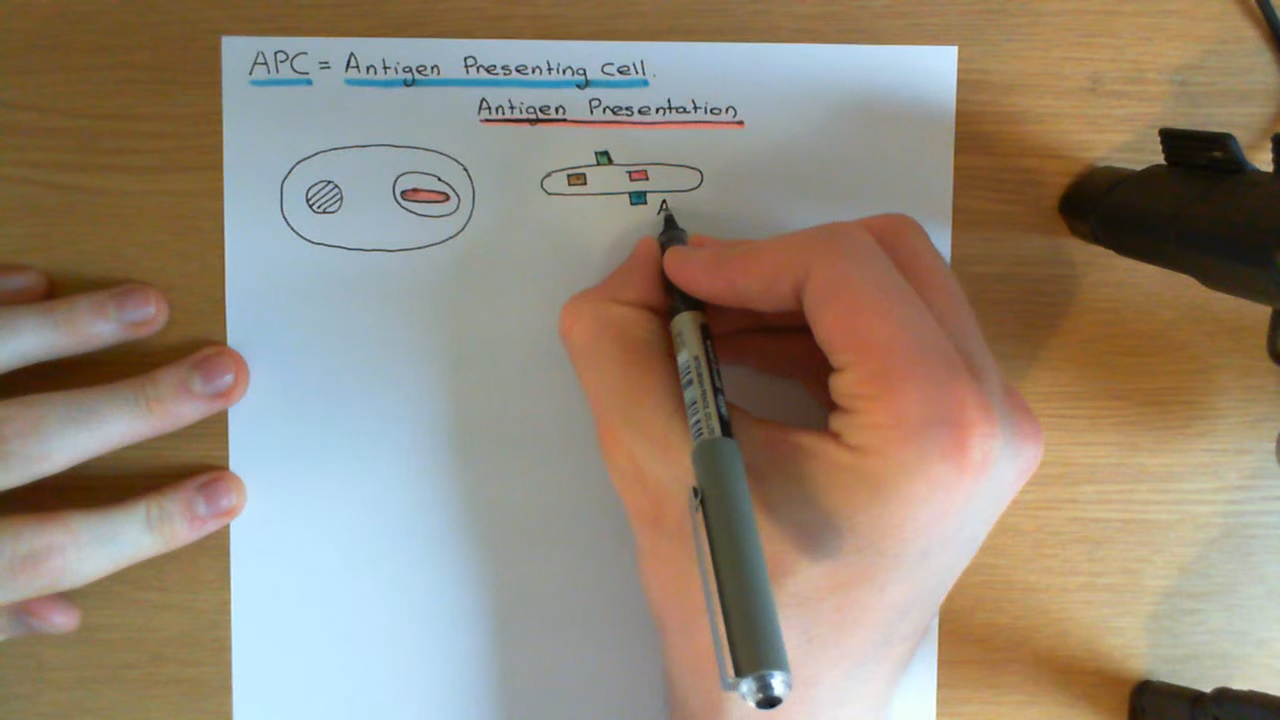 APC = Antigen Presenting cell.
Antigen Presentation
A